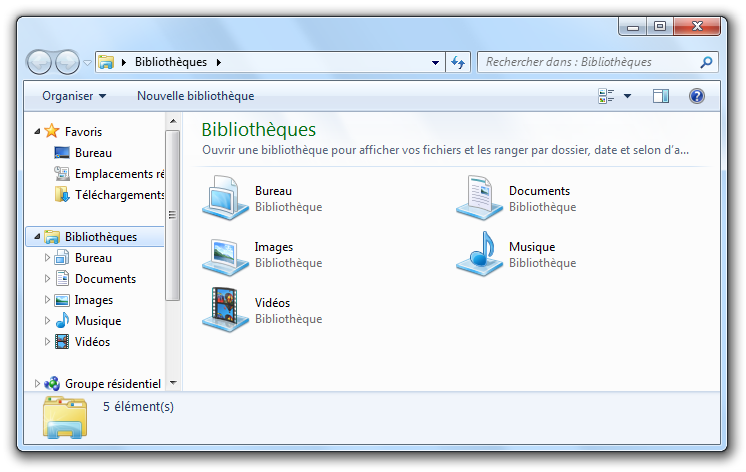 Bibliothèques
Rechercher dans : Bibliothèques
Organiser
Nouvelle bibliothèque
Favoris
Bureau
Emplacements ré
Téléchargements
Bibliothèques
Bureau
Documents
Images
Musique
Vidéos
Groupe résidentiel
Bibliothèques
Ouvrir une bibliothèque pour afficher vos fichiers et les ranger par dossier, date et selon d'a...
Bureau
Bibliothèque
Documents
Bibliothèque
Images
Bibliothèque
Musique
Bibliothèque
Vidéos
Bibliothèque
5 élément(s)